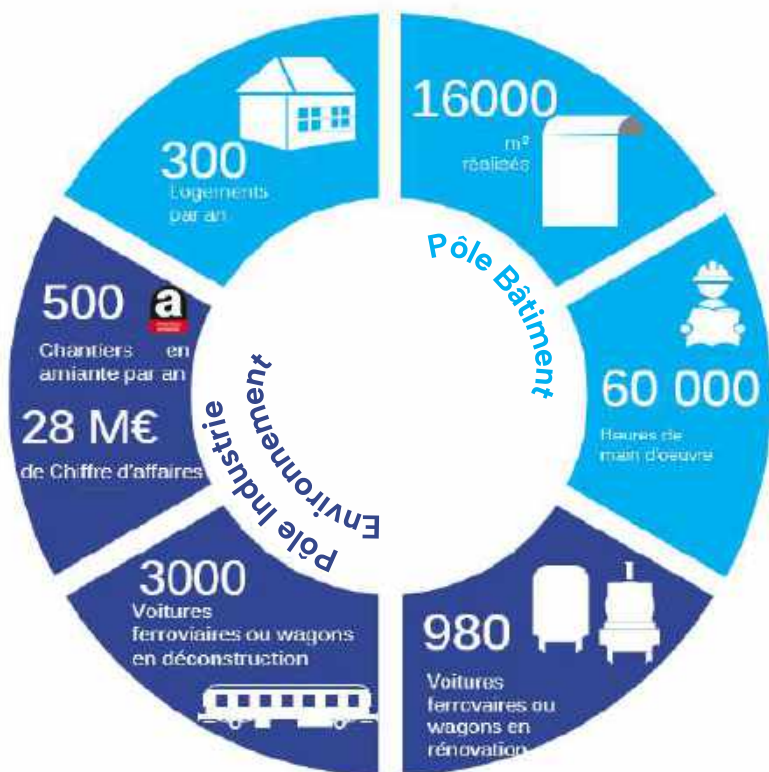 16000
m²
réalisés
300
Logements
par an
Pôle Bâtiment
60 000
Heures de
main d'oeuvre
500
a
Chantiers en
amiante par an
28 M€
de Chiffre d'affaires
Pôle Industrie
Environnement
3000
Voitures
ferroviaires ou wagons
en déconstruction
980
Voitures
ferrovaires ou
wagons en
rénovation